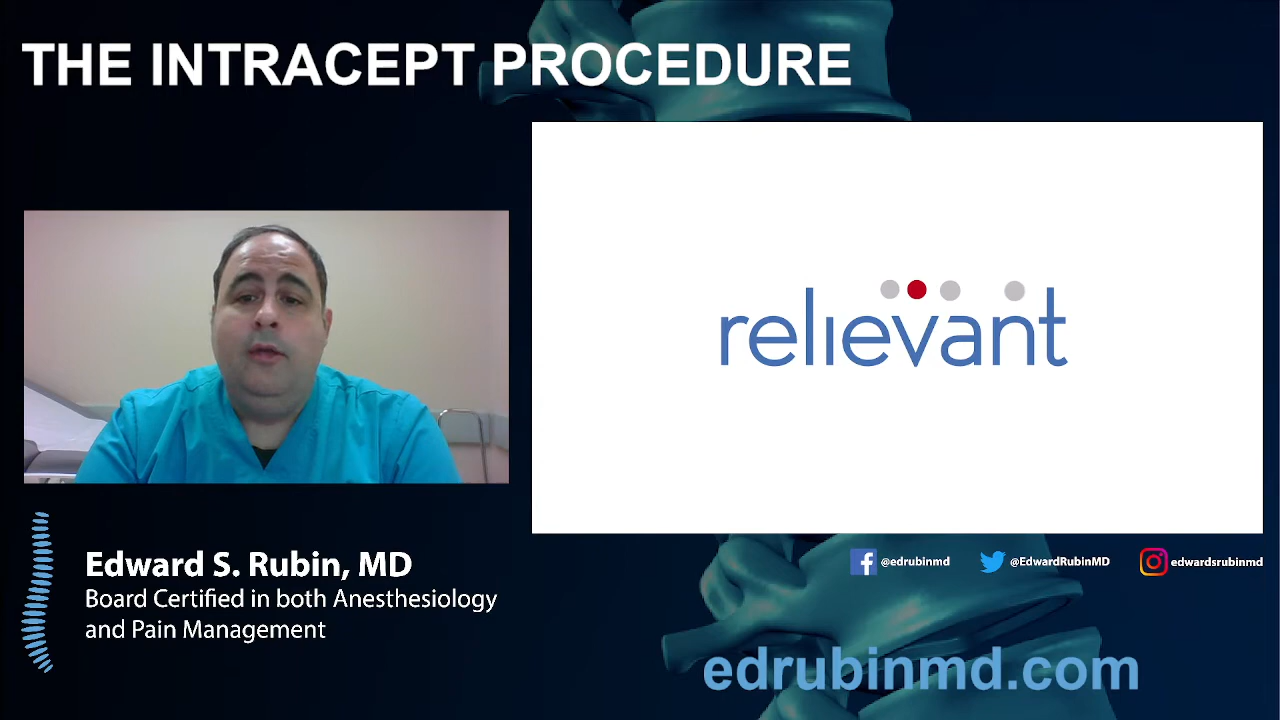 THE INTRACEPT PROCEDURE
relievant
Edward S. Rubin, MD
Board Certified in both Anesthesiology
and Pain Management
@edrubinmd
@EdwardRubinMD
edwardsrubinmd
edrubinmd.com